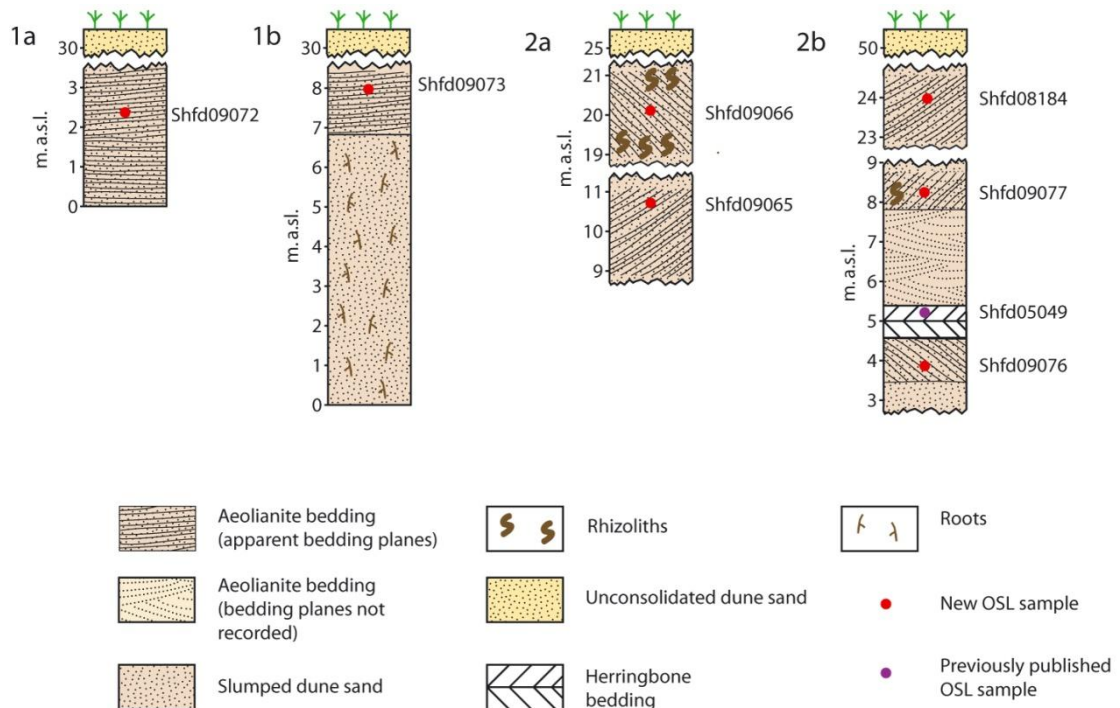 1a
30
3
2
1
0
m. a.s.l.
Shfd09072
1b
30
8
7
6
5
4
3
2
1
0
m. a.s.l.
Shfd09073
2a
25
21
20
19
11
10
9
m. a.s.l.
Shfd09066
Shfd09065
2b
50
24
23
9
8
7
6
5
4
3
m. a.s.l.
Shfd08184
Shfd09077
Shfd05049
Shfd09076
Aeolianite bedding
(apparent bedding planes)
Aeolianite bedding
(bedding planes not
recorded)
Slumped dune sand
Rhizoliths
Unconsolidated dune sand
Herringbone
bedding
Roots
New OSL sample
Previously published
OSL sample